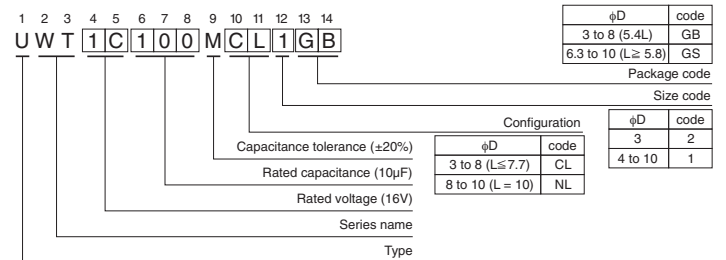 1 2 3 4 5 6 7 8 9 10 11 12 13 14
U W T 1 C 1 0 0 M C L 1 G B
ϕD code
3 to 8 (5.4L) GB
6.3 to 10 (L≧ 5.8) GS
Package code
Size code
ϕD code
3 2
4 to 10 1
Configuration
ϕD code
3 to 8 (L≦7.7) CL
8 to 10 (L = 10) NL
Capacitance tolerance (±20%)
Rated capacitance (10μF)
Rated voltage (16V)
Series name
Type